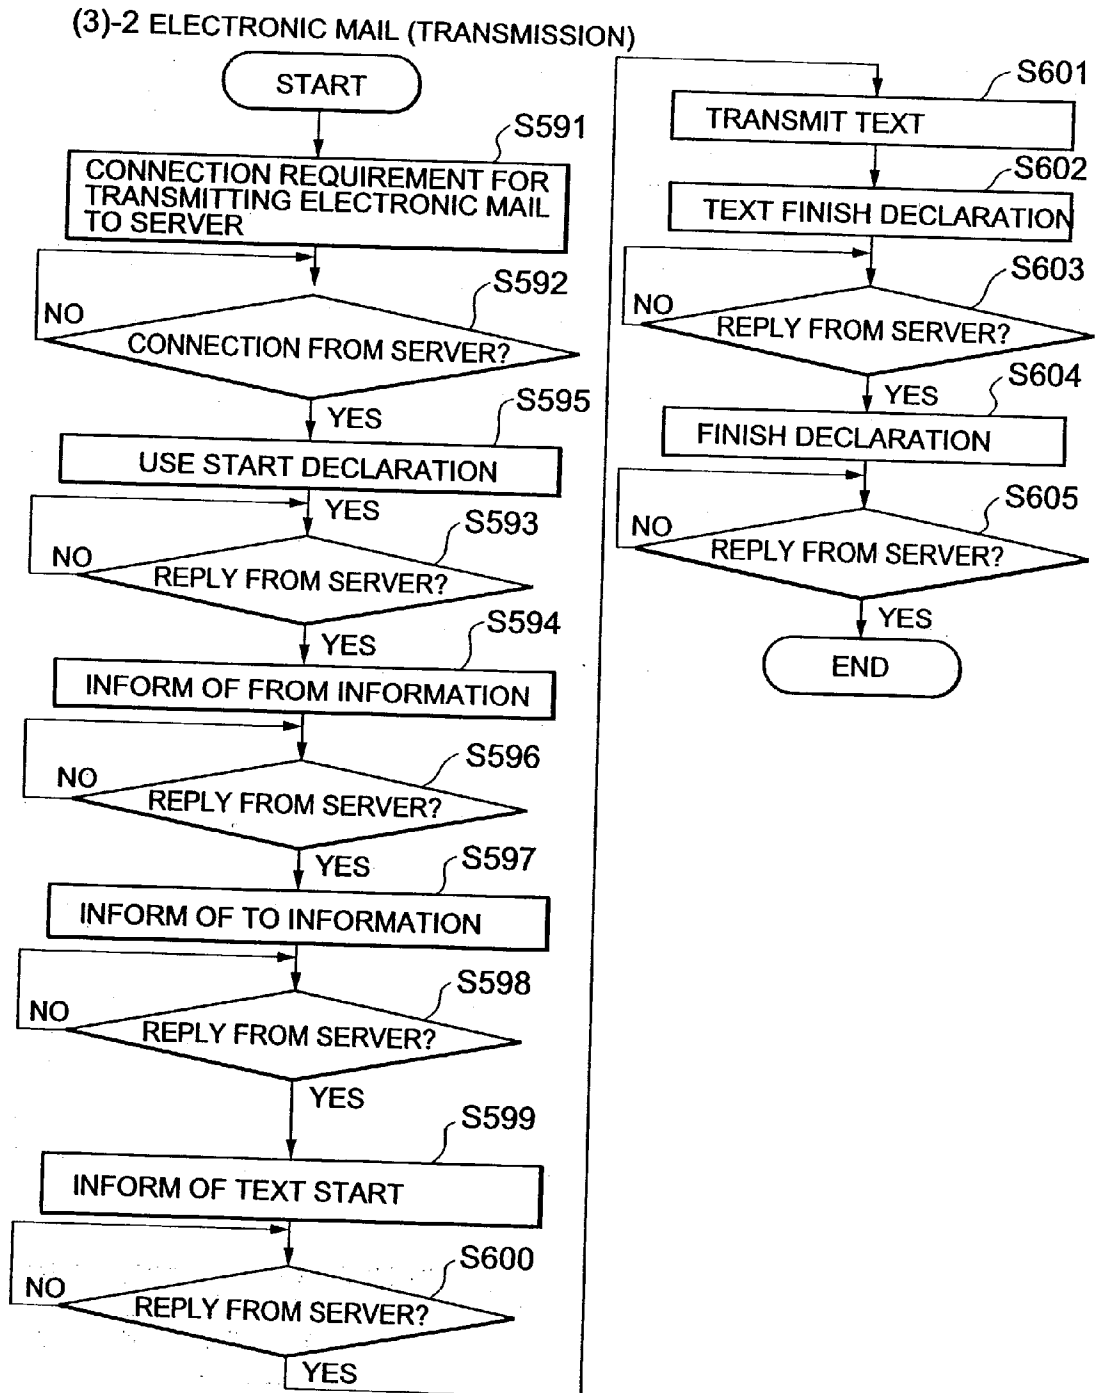 (3)-2 ELECTRONIC MAIL (TRANSMISSION)
START
S591
CONNECTION REQUIREMENT FOR
TRANSMITTING ELECTRONIC MAIL
TO SERVER
S592
NO
CONNECTION FROM SERVER?
YES
S595
USE START DECLARATION
YES
S593
NO
REPLY FROM SERVER?
YES
S594
INFORM OF FROM INFORMATION
S596
NO
REPLY FROM SERVER?
YES
S597
INFORM OF TO INFORMATION
S598
NO
REPLY FROM SERVER?
YES
S599
INFORM OF TEXT START
S600
NO
REPLY FROM SERVER?
YES
S601
TRANSMIT TEXT
S602
TEXT FINISH DECLARATION
S603
NO
REPLY FROM SERVER?
YES
S604
FINISH DECLARATION
S605
NO
REPLY FROM SERVER?
YES
END